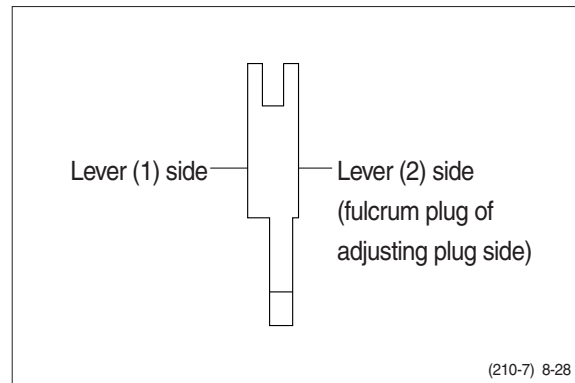 Lever (1) side
Lever (2) side
(fulcrum plug of
adjusting plug side)
(210-7) 8-28